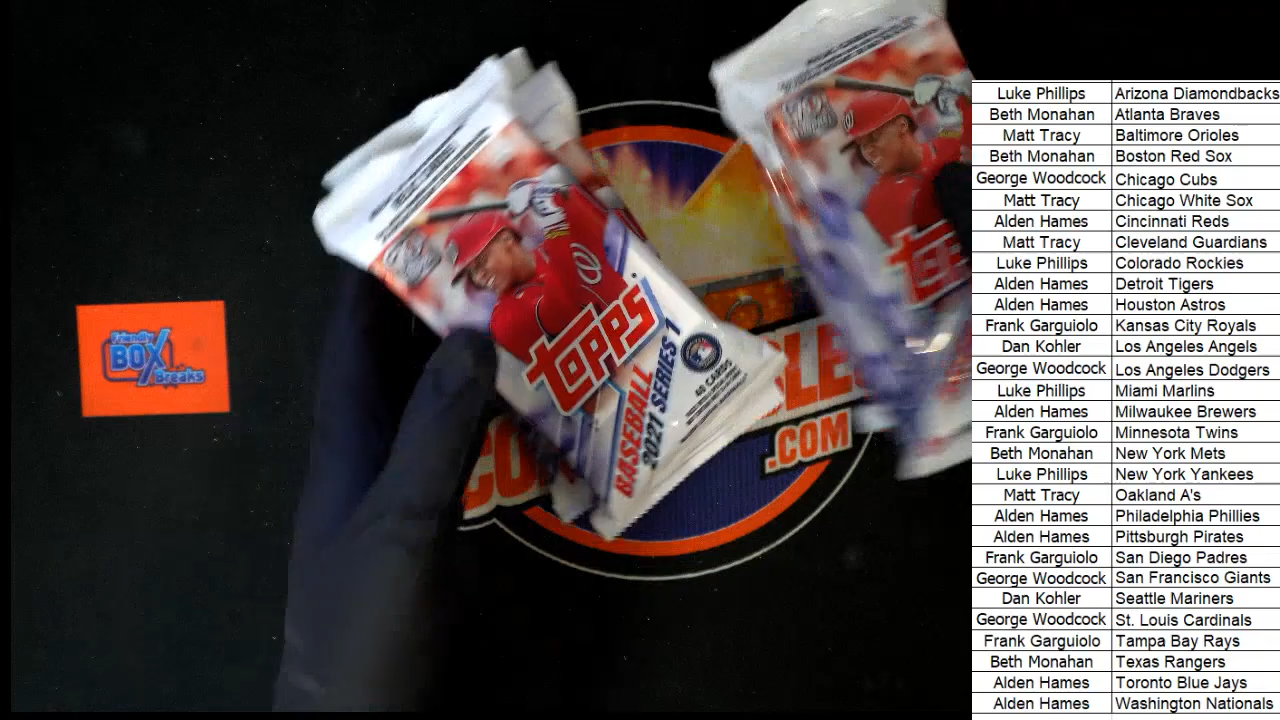 Friendly
BOX
Breaks
topps
BASEBALL
2021 SERIES 1
.COM
Luke Phillips Arizona Diamondbacks
Beth Monahan Atlanta Braves
Matt Tracy Baltimore Orioles
Beth Monahan Boston Red Sox
George Woodcock Chicago Cubs
Matt Tracy Chicago White Sox
Alden Hames Cincinnati Reds
Matt Tracy Cleveland Guardians
Luke Phillips Colorado Rockies
Alden Hames Detroit Tigers
Alden Hames Houston Astros
Frank Garguiolo Kansas City Royals
Dan Kohler Los Angeles Angels
George Woodcock Los Angeles Dodgers
Luke Phillips Miami Marlins
Alden Hames Milwaukee Brewers
Frank Garguiolo Minnesota Twins
Beth Monahan New York Mets
Luke Phillips New York Yankees
Matt Tracy Oakland A's
Alden Hames Philadelphia Phillies
Alden Hames Pittsburgh Pirates
Frank Garguiolo San Diego Padres
George Woodcock San Francisco Giants
Dan Kohler Seattle Mariners
George Woodcock St. Louis Cardinals
Frank Garguiolo Tampa Bay Rays
Beth Monahan Texas Rangers
Alden Hames Toronto Blue Jays
Alden Hames Washington Nationals